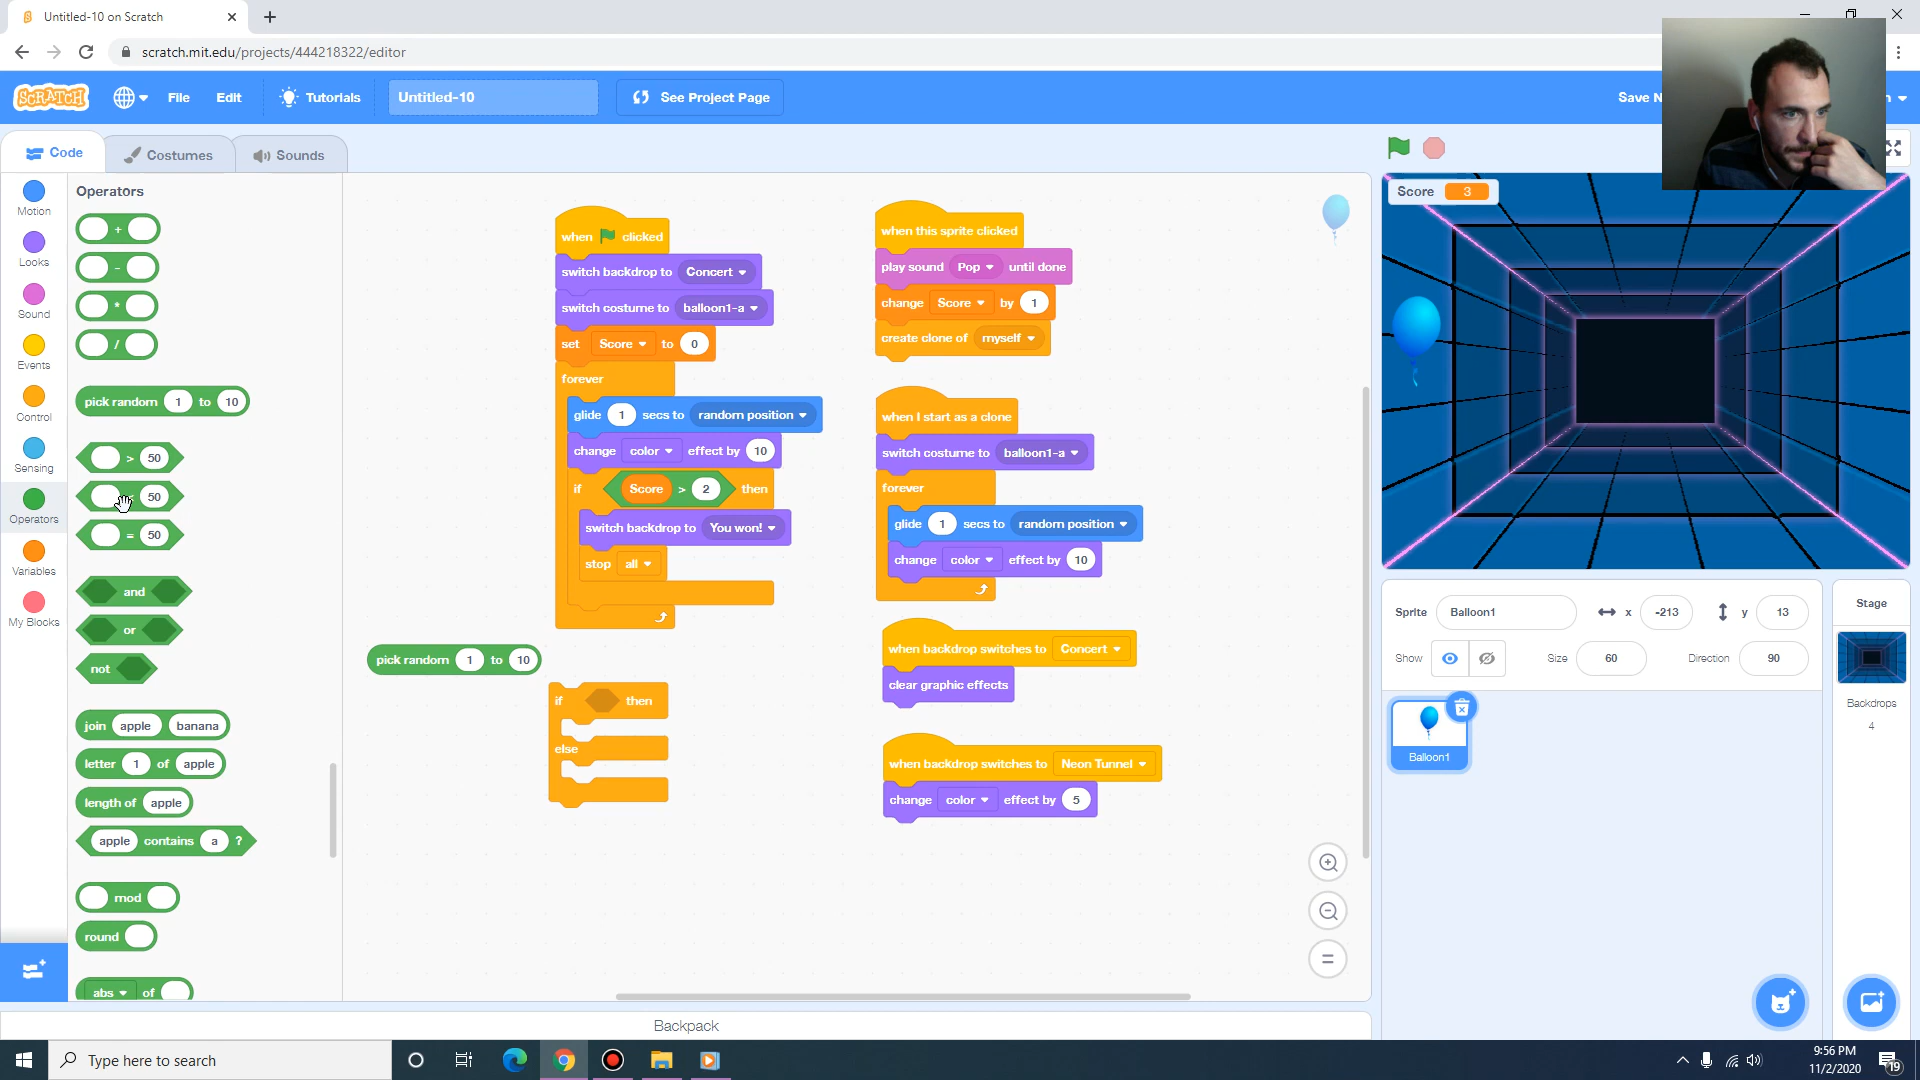 Untitled-10 on Scratch
scratch.mit.edu/projects/444218322/editor
SCRATCH
File
Edit
Tutorials
Untitled-10
See Project Page
Save N
Code
Costumes
Sounds
Motion
Looks
Sound
Events
Control
Sensing
Operators
Variables
My Blocks
Operators
+
-
*
/
pick random 1 to 10
> 50
50
= 50
and
or
not
join apple banana
letter 1 of apple
length of apple
apple contains a ?
mod
round
abs of
when clicked
switch backdrop to Concert
switch costume to balloon1-a
set Score to 0
forever
glide 1 secs to random position
change color effect by 10
if Score > 2 then
switch backdrop to You won!
stop all
pick random 1 to 10
if then
else
when this sprite clicked
play sound Pop until done
change Score by 1
create clone of myself
when I start as a clone
switch costume to balloon1-a
forever
glide 1 secs to random position
change color effect by 10
when backdrop switches to Concert
clear graphic effects
when backdrop switches to Neon Tunnel
change color effect by 5
Score 3
Sprite Balloon1 x -213 y 13
Show Size 60 Direction 90
Balloon1
Stage
Backdrops
4
Backpack
Type here to search
9:56 PM
11/2/2020
19